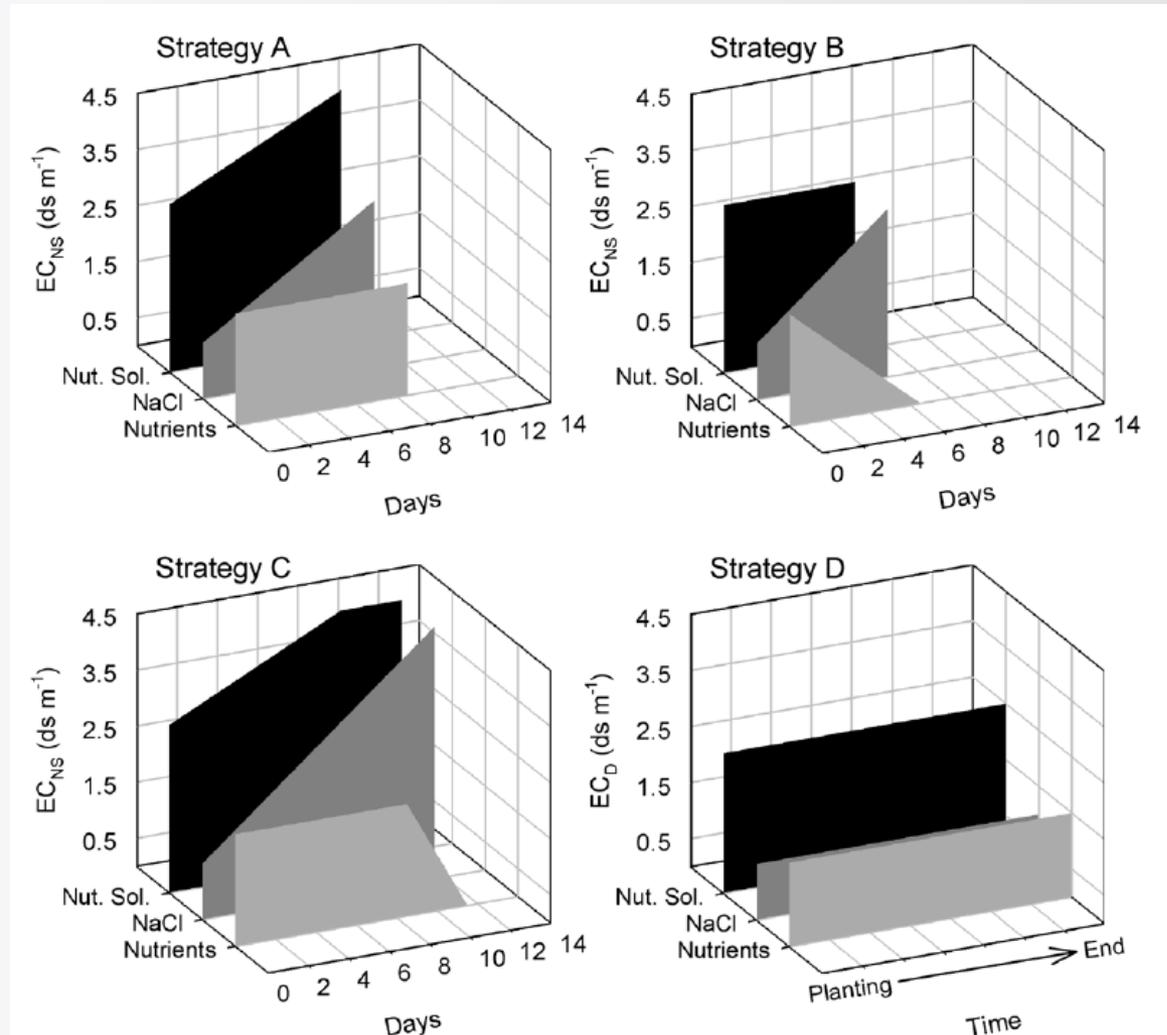 Strategy A
4.5
3.5
2.5
1.5
0.5
EC_NS (ds m⁻¹)
Nut. Sol.
NaCl
Nutrients
0 2 4 6 8 10 12 14
Days
Strategy B
4.5
3.5
2.5
1.5
0.5
EC_NS (ds m⁻¹)
Nut. Sol.
NaCl
Nutrients
0 2 4 6 8 10 12 14
Days
Strategy C
4.5
3.5
2.5
1.5
0.5
EC_NS (ds m⁻¹)
Nut. Sol.
NaCl
Nutrients
0 2 4 6 8 10 12 14
Days
Strategy D
4.5
3.5
2.5
1.5
0.5
EC_D (ds m⁻¹)
Nut. Sol.
NaCl
Nutrients
Planting End
Time